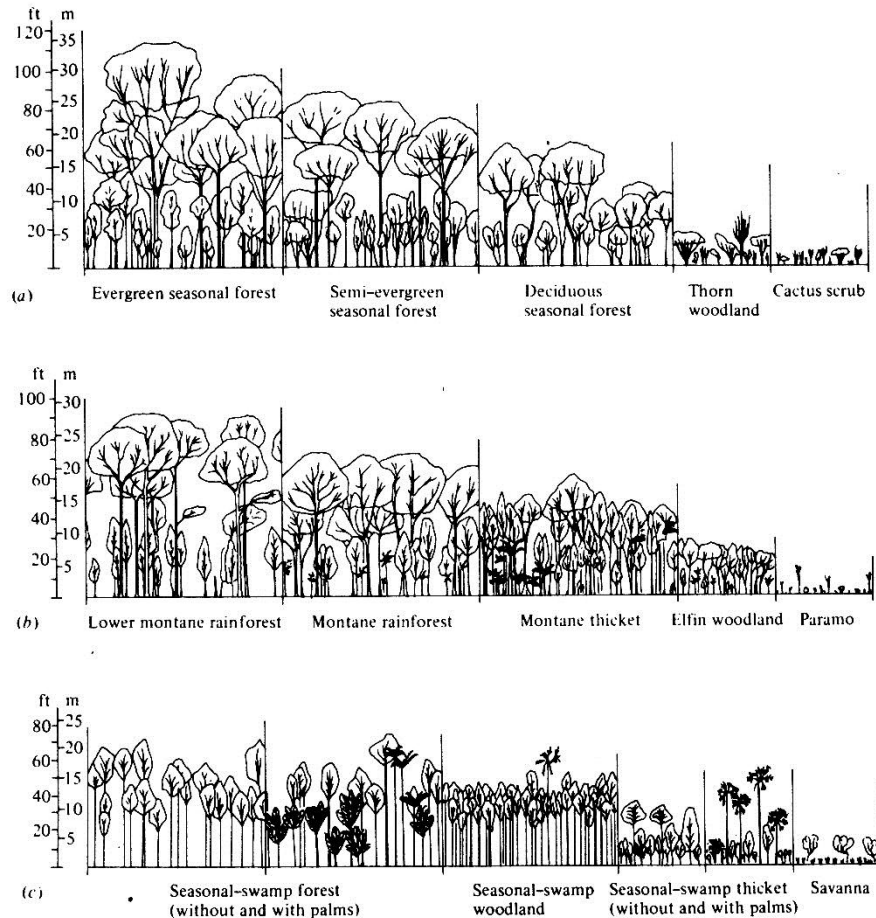 ft m
120 35
100 30
80 25
60 20
15
40 10
20 5
(a)
Evergreen seasonal forest
Semi-evergreen
seasonal forest
Deciduous
seasonal forest
Thorn
woodland
Cactus scrub
ft m
100 30
80 25
60 20
15
40 10
20 5
(b)
Lower montane rainforest
Montane rainforest
Montane thicket
Elfin woodland
Paramo
ft m
80 25
60 20
15
40 10
20 5
(c)
Seasonal-swamp forest
(without and with palms)
Seasonal-swamp
woodland
Seasonal-swamp thicket
(without and with palms)
Savanna